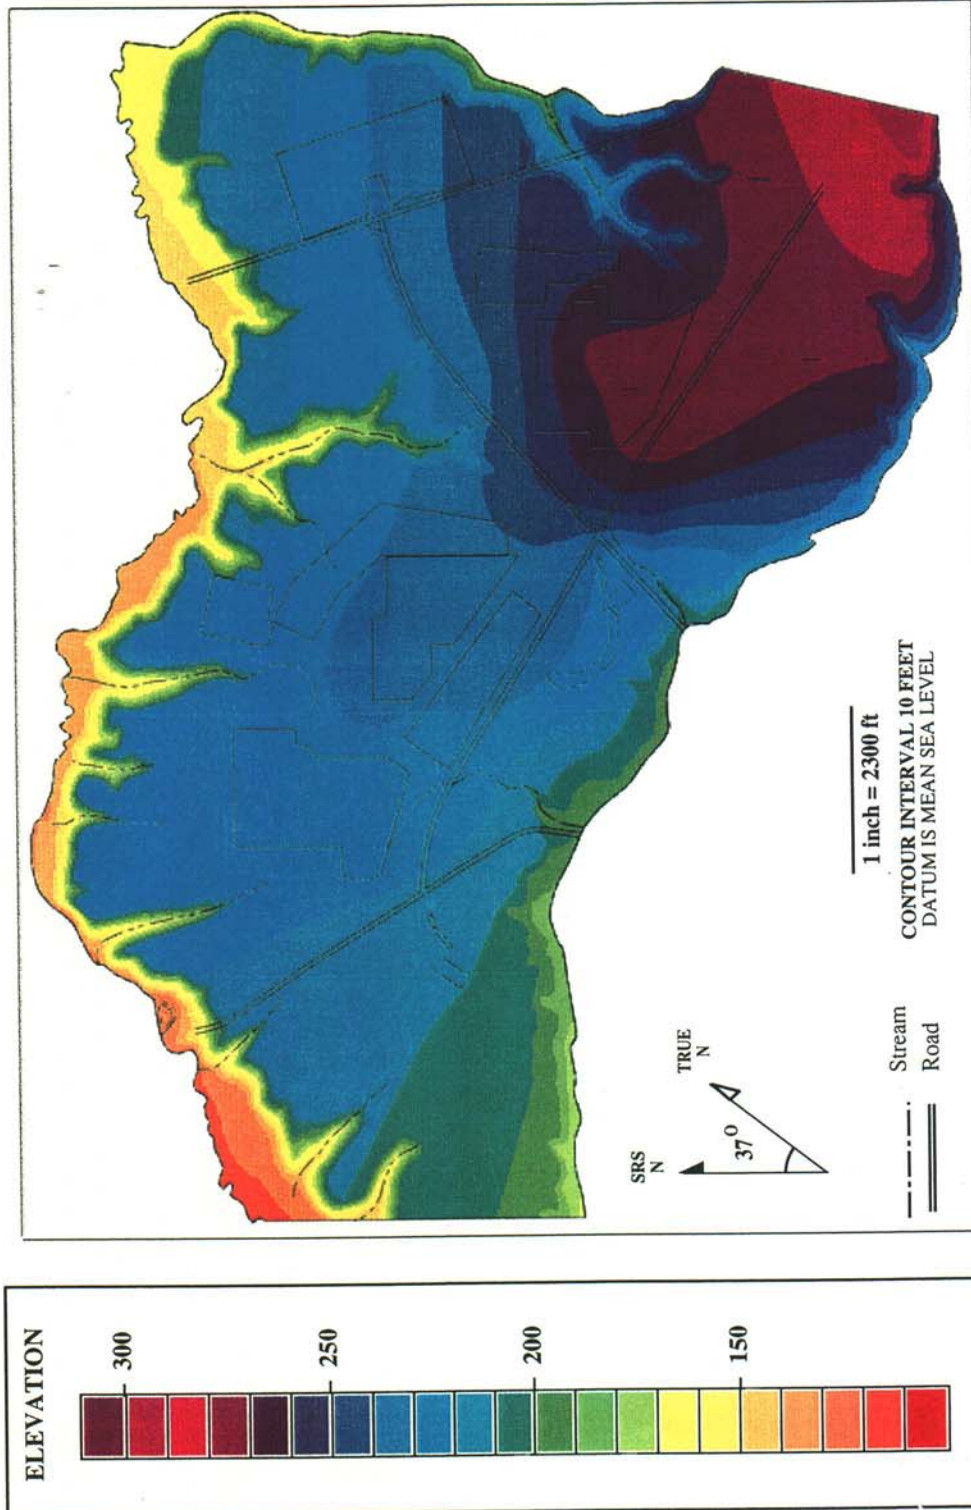 ELEVATION
300
250
200
150
SRS
N
TRUE
N
37°
1 inch = 2300 ft
CONTOUR INTERVAL 10 FEET
DATUM IS MEAN SEA LEVEL
Stream
Road